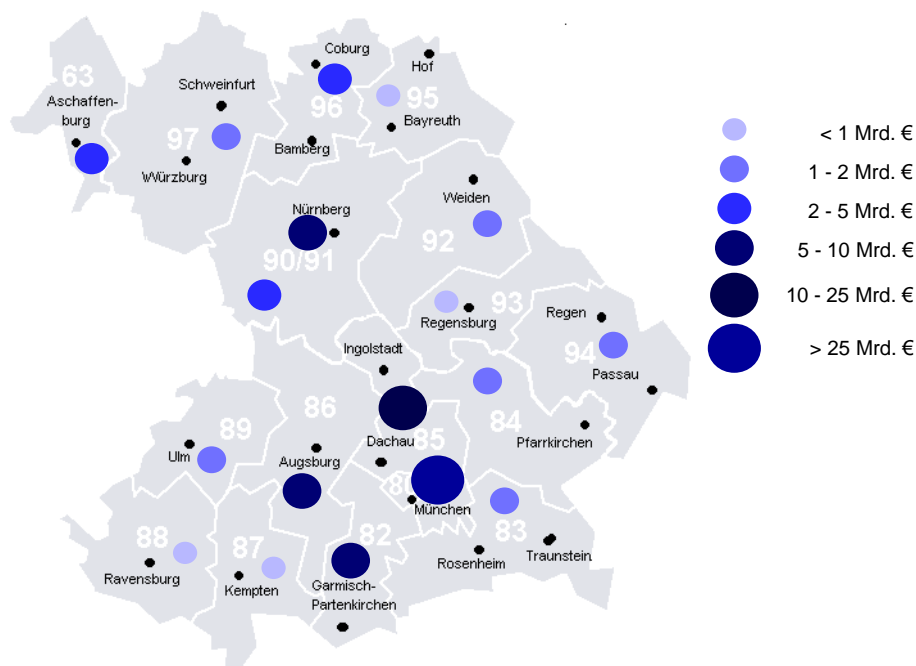 Coburg
Hof
63
Schweinfurt
Aschaffen-
burg
96
95
97
Bayreuth
Bamberg
Würzburg
Weiden
Nürnberg
92
90/91
93
Regen
Regensburg
94
Ingolstadt
Passau
86
84
89
85
Dachau
Pfarrkirchen
Ulm
Augsburg
80
München
88
87
82
83
Traunstein
Rosenheim
Ravensburg
Kempten
Garmisch-
Partenkirchen
< 1 Mrd. €
1 - 2 Mrd. €
2 - 5 Mrd. €
5 - 10 Mrd. €
10 - 25 Mrd. €
> 25 Mrd. €